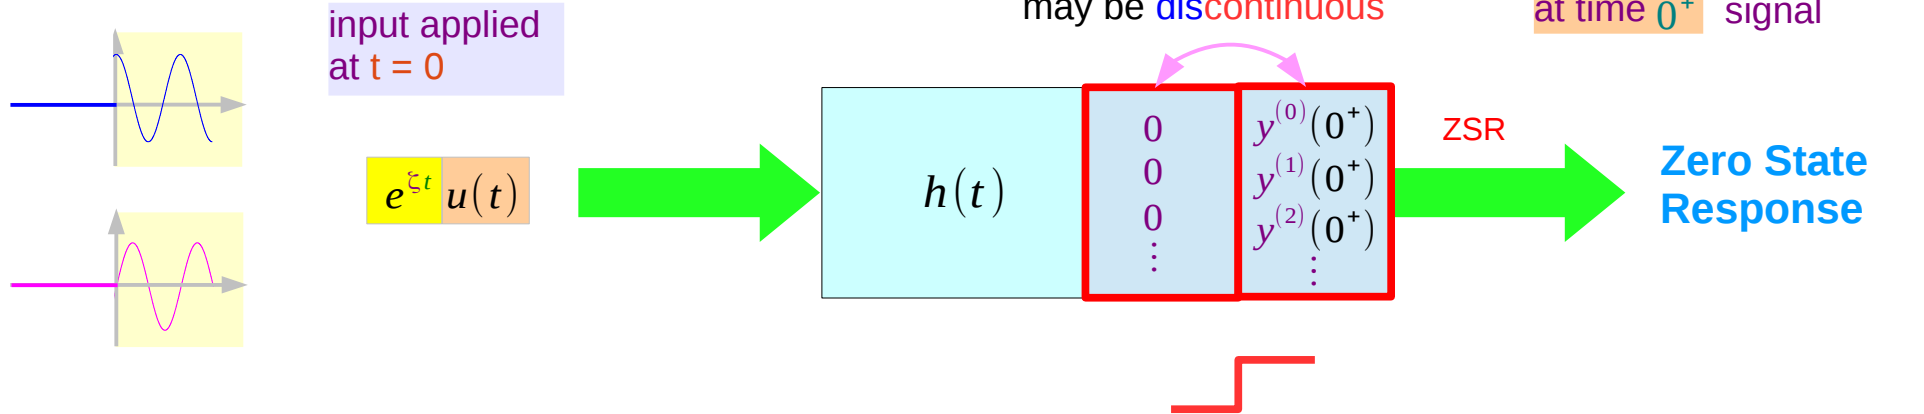 may be discontinuous
at time 0⁺ signal
input applied
at t = 0
e^{ζt} u(t)
h(t)
0
0
0
⋮
y^{(0)}(0⁺)
y^{(1)}(0⁺)
y^{(2)}(0⁺)
⋮
ZSR
Zero State
Response